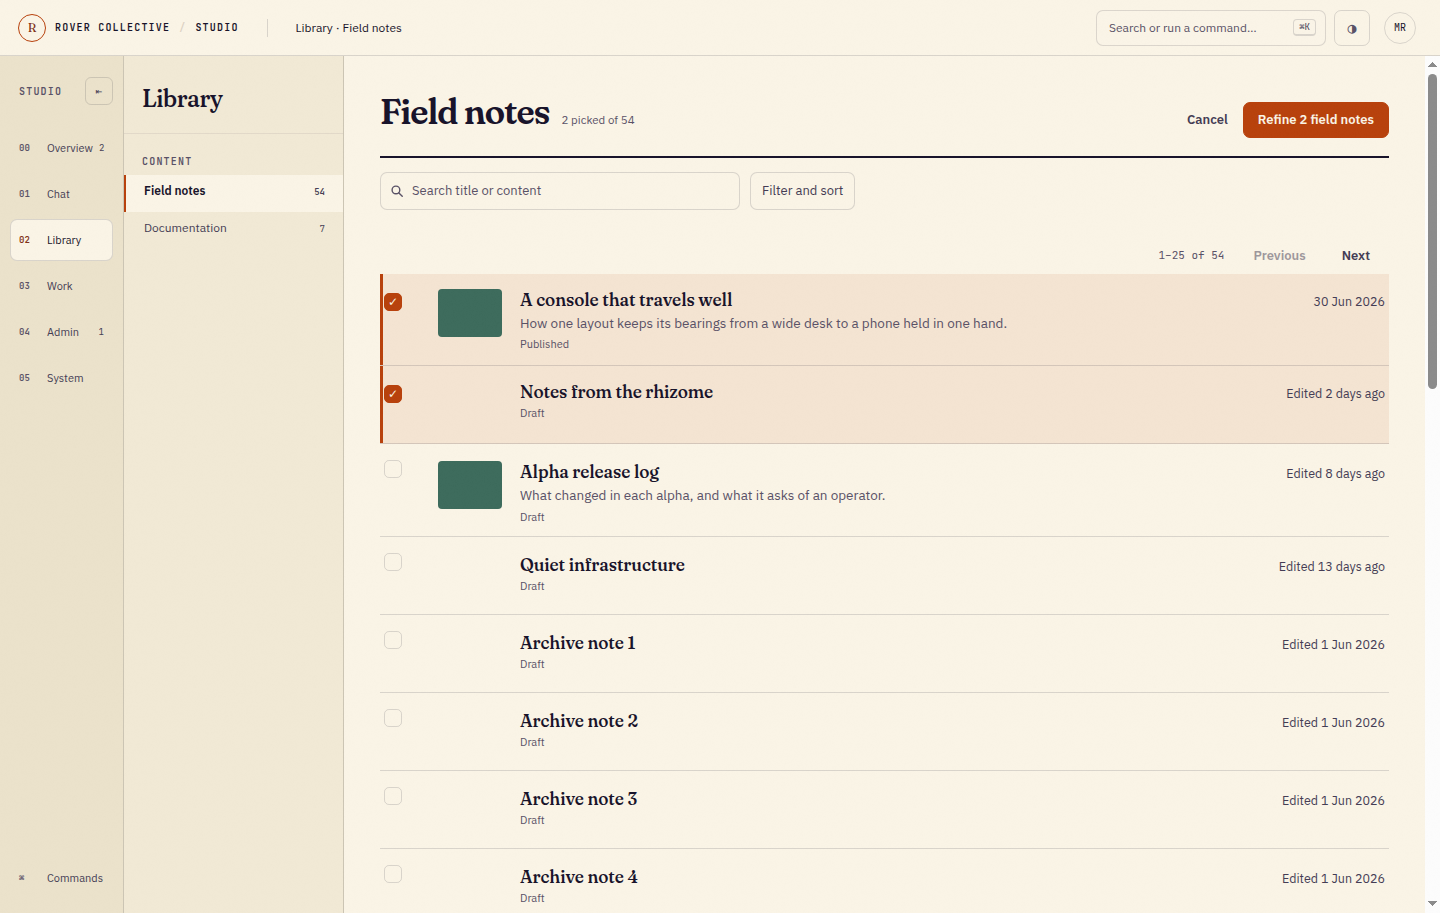 R ROVER COLLECTIVE / STUDIO
Library · Field notes
Search or run a command... ⌘K
◑
MR
STUDIO
⇤
00 Overview 2
01 Chat
02 Library
03 Work
04 Admin 1
05 System
⌘ Commands
Library
CONTENT
Field notes 54
Documentation 7
Field notes 2 picked of 54
Cancel
Refine 2 field notes
Search title or content
Filter and sort
1–25 of 54 Previous Next
✓ A console that travels well 30 Jun 2026
How one layout keeps its bearings from a wide desk to a phone held in one hand.
Published
✓ Notes from the rhizome Edited 2 days ago
Draft
Alpha release log Edited 8 days ago
What changed in each alpha, and what it asks of an operator.
Draft
Quiet infrastructure Edited 13 days ago
Draft
Archive note 1 Edited 1 Jun 2026
Draft
Archive note 2 Edited 1 Jun 2026
Draft
Archive note 3 Edited 1 Jun 2026
Draft
Archive note 4 Edited 1 Jun 2026
Draft